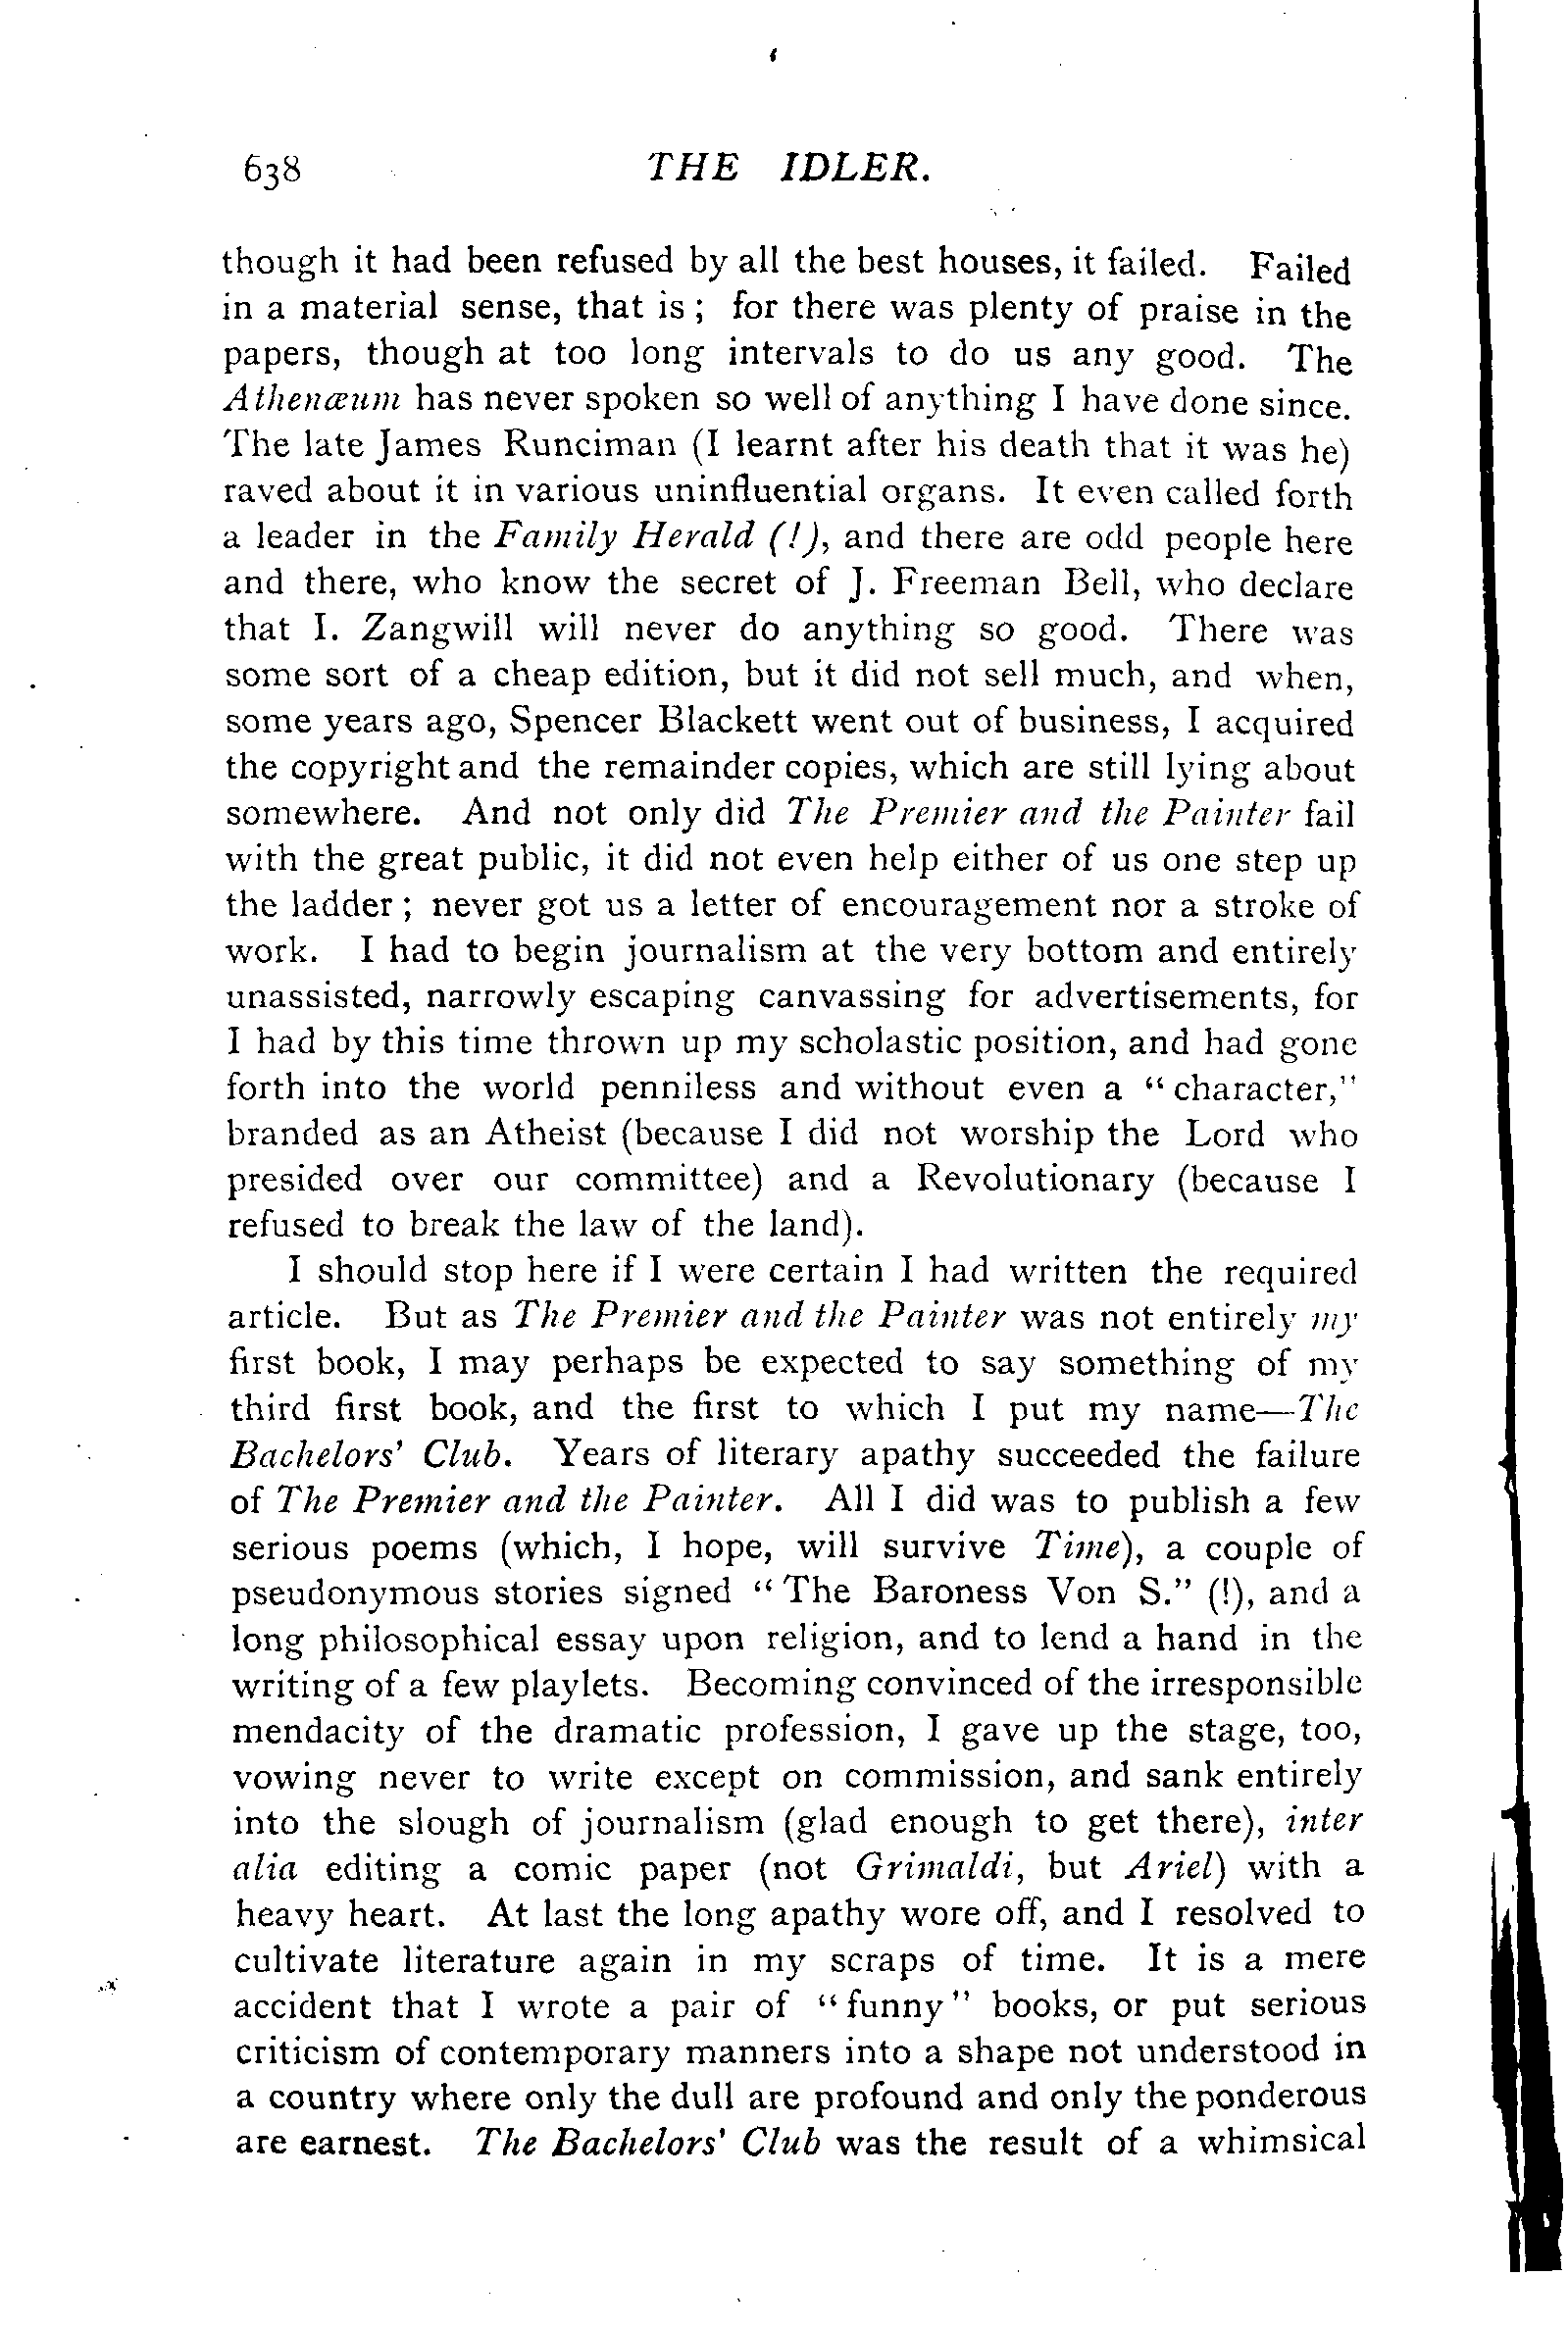 638 THE IDLER.
though it had been refused by all the best houses, it failed. Failed
in a material sense, that is; for there was plenty of praise in the
papers, though at too long intervals to do us any good. The
Athenæum has never spoken so well of anything I have done since.
The late James Runciman (I learnt after his death that it was he)
raved about it in various uninfluential organs. It even called forth
a leader in the Family Herald (!), and there are odd people here
and there, who know the secret of J. Freeman Bell, who declare
that I. Zangwill will never do anything so good. There was
some sort of a cheap edition, but it did not sell much, and when,
some years ago, Spencer Blackett went out of business, I acquired
the copyright and the remainder copies, which are still lying about
somewhere. And not only did The Premier and the Painter fail
with the great public, it did not even help either of us one step up
the ladder; never got us a letter of encouragement nor a stroke of
work. I had to begin journalism at the very bottom and entirely
unassisted, narrowly escaping canvassing for advertisements, for
I had by this time thrown up my scholastic position, and had gone
forth into the world penniless and without even a "character,"
branded as an Atheist (because I did not worship the Lord who
presided over our committee) and a Revolutionary (because I
refused to break the law of the land).
I should stop here if I were certain I had written the required
article. But as The Premier and the Painter was not entirely my
first book, I may perhaps be expected to say something of my
third first book, and the first to which I put my name—The
Bachelors' Club. Years of literary apathy succeeded the failure
of The Premier and the Painter. All I did was to publish a few
serious poems (which, I hope, will survive Time), a couple of
pseudonymous stories signed "The Baroness Von S." (!), and a
long philosophical essay upon religion, and to lend a hand in the
writing of a few playlets. Becoming convinced of the irresponsible
mendacity of the dramatic profession, I gave up the stage, too,
vowing never to write except on commission, and sank entirely
into the slough of journalism (glad enough to get there), inter
alia editing a comic paper (not Grimaldi, but Ariel) with a
heavy heart. At last the long apathy wore off, and I resolved to
cultivate literature again in my scraps of time. It is a mere
accident that I wrote a pair of "funny" books, or put serious
criticism of contemporary manners into a shape not understood in
a country where only the dull are profound and only the ponderous
are earnest. The Bachelors' Club was the result of a whimsical